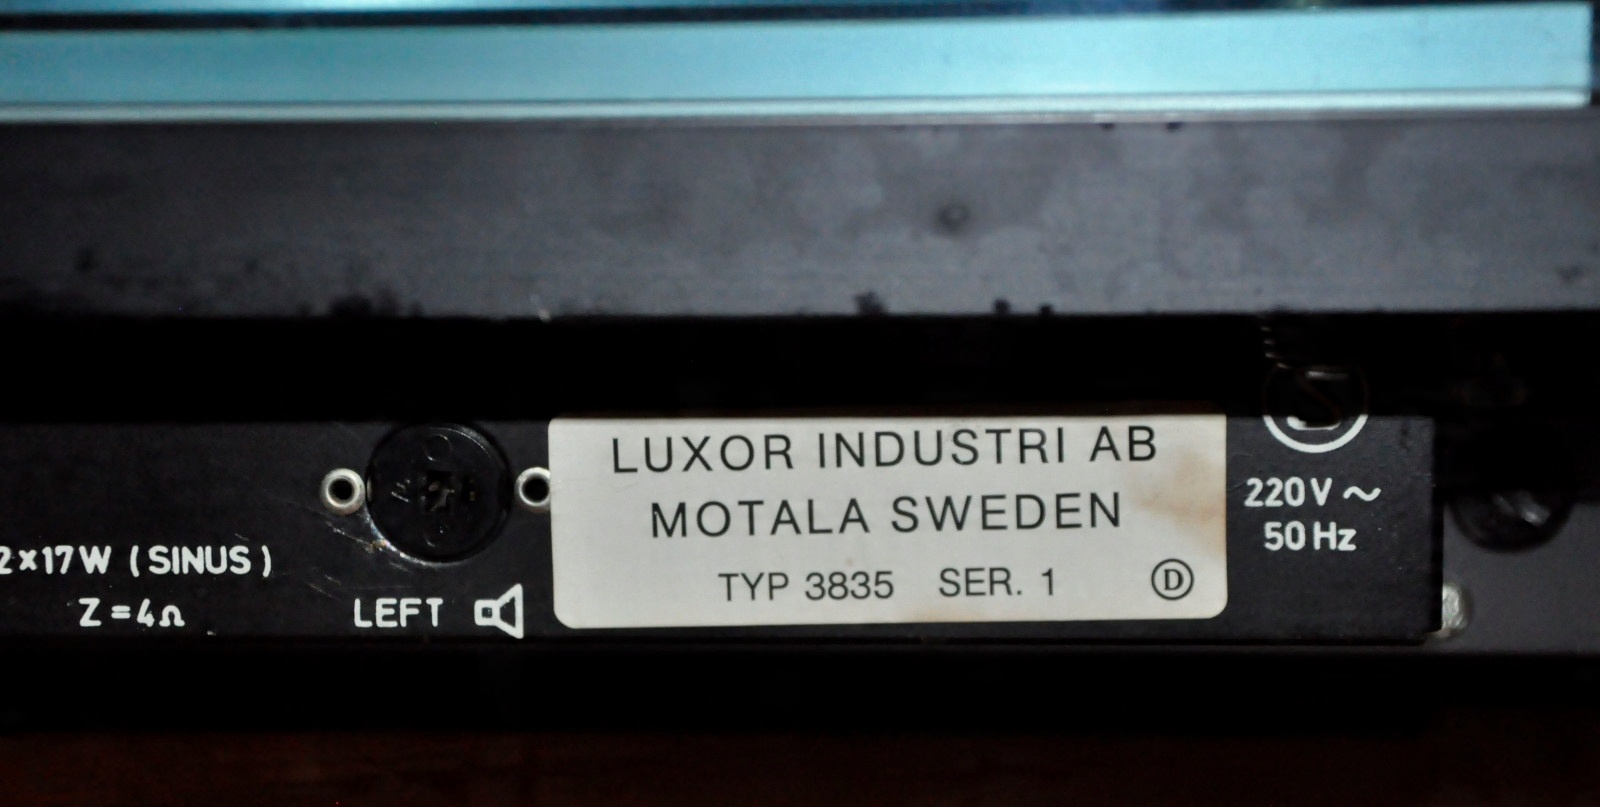 2×17W (SINUS)
Z=4Ω
LEFT
LUXOR INDUSTRI AB
MOTALA SWEDEN
TYP 3835 SER. 1 D
S
220V ~
50 Hz